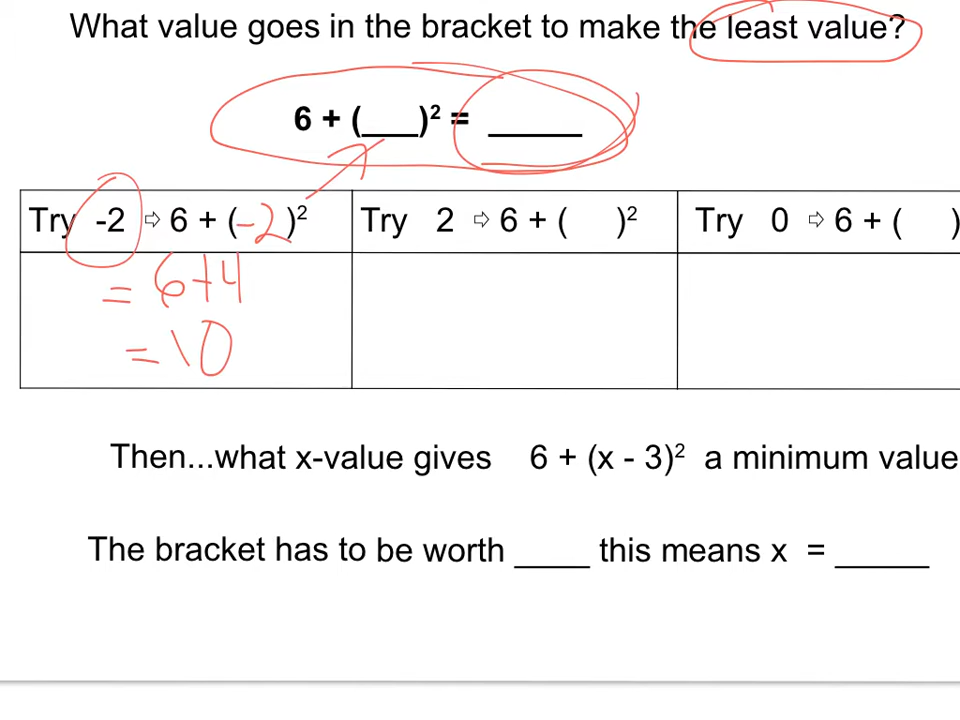 What value goes in the bracket to make the least value?
6 + (___)² = _____
Try -2 ⇨ 6 + (-2)²
= 6+4
= 10
Try 2 ⇨ 6 + ( )²
Try 0 ⇨ 6 + ( )
Then...what x-value gives 6 + (x - 3)² a minimum value
The bracket has to be worth ____ this means x = _____